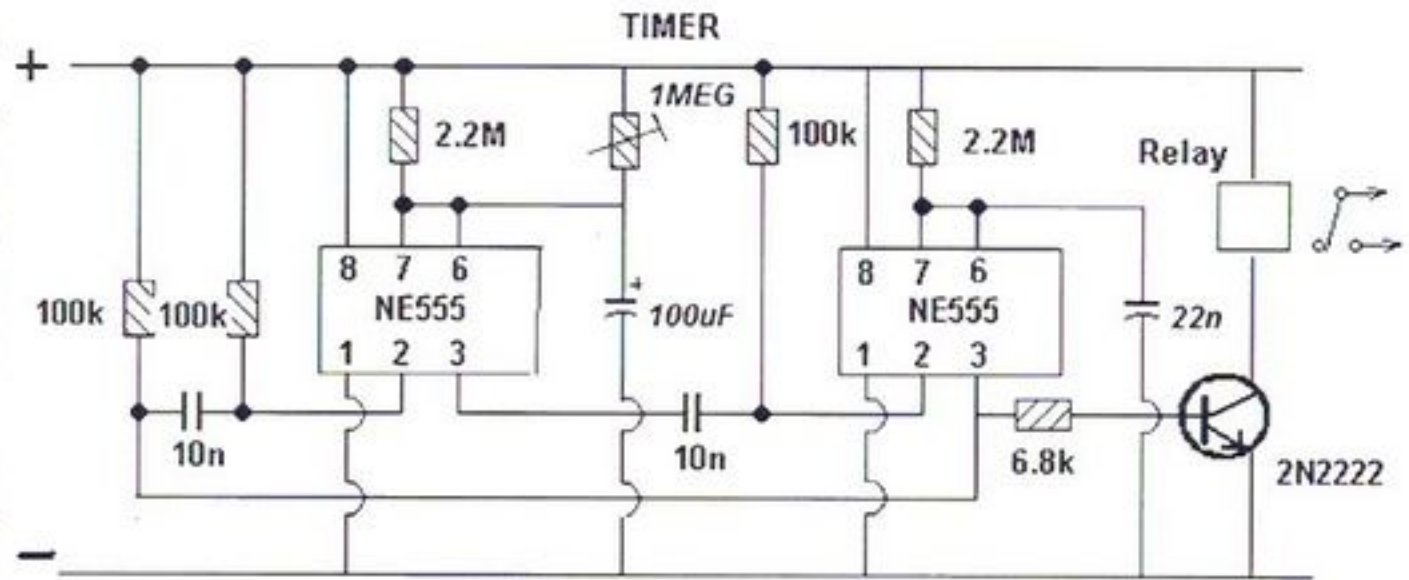 TIMER
+
1MEG
2.2M
100k
2.2M
Relay
8 7 6
NE555
1 2 3
8 7 6
NE555
1 2 3
100k
100k
100uF
+
22n
10n
10n
6.8k
2N2222
-